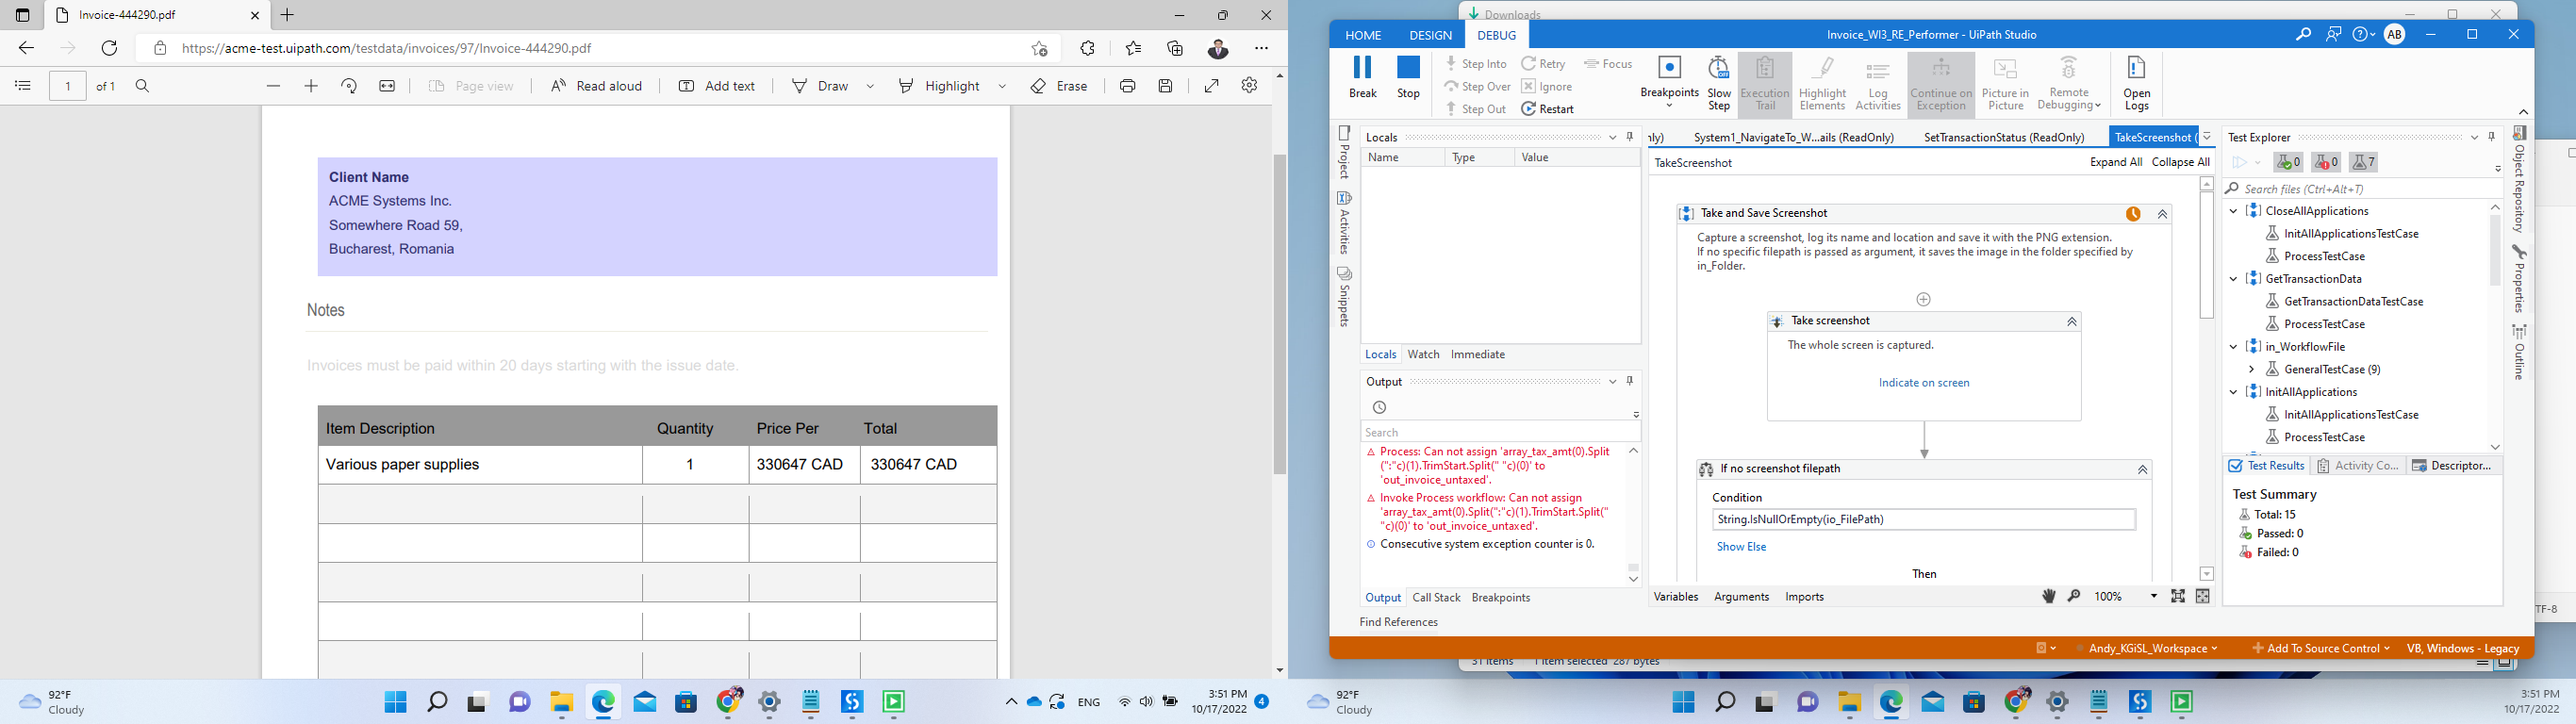 Invoice-444290.pdf
https://acme-test.uipath.com/testdata/invoices/97/Invoice-444290.pdf
1 of 1
Page view
Read aloud
Add text
Draw
Highlight
Erase
Client Name
ACME Systems Inc.
Somewhere Road 59,
Bucharest, Romania
Notes
Invoices must be paid within 20 days starting with the issue date.
Item Description Quantity Price Per Total
Various paper supplies 1 330647 CAD 330647 CAD
92°F
Cloudy
ENG
3:51 PM
10/17/2022
4
Downloads
HOME DESIGN DEBUG
Invoice_WI3_RE_Performer - UiPath Studio
AB
Break
Stop
Step Into
Step Over
Step Out
Retry
Ignore
Restart
Focus
Breakpoints
Slow
Step
Execution
Trail
Highlight
Elements
Log
Activities
Continue on
Exception
Picture in
Picture
Remote
Debugging
Open
Logs
Project
Activities
Snippets
Locals
Name Type Value
Locals Watch Immediate
Output
Search
Process: Can not assign 'array_tax_amt(0).Split
(":"c)(1).TrimStart.Split(" "c)(0)' to
'out_invoice_untaxed'.
Invoke Process workflow: Can not assign
'array_tax_amt(0).Split(":"c)(1).TrimStart.Split("
"c)(0)' to 'out_invoice_untaxed'.
Consecutive system exception counter is 0.
Output Call Stack Breakpoints
Find References
nly) System1_NavigateTo_W...ails (ReadOnly) SetTransactionStatus (ReadOnly) TakeScreenshot (
TakeScreenshot
Expand All Collapse All
Take and Save Screenshot
Capture a screenshot, log its name and location and save it with the PNG extension.
If no specific filepath is passed as argument, it saves the image in the folder specified by
in_Folder.
Take screenshot
The whole screen is captured.
Indicate on screen
If no screenshot filepath
Condition
String.IsNullOrEmpty(io_FilePath)
Show Else
Then
Variables Arguments Imports
100%
Test Explorer
0 0 7
Search files (Ctrl+Alt+T)
CloseAllApplications
InitAllApplicationsTestCase
ProcessTestCase
GetTransactionData
GetTransactionDataTestCase
ProcessTestCase
in_WorkflowFile
GeneralTestCase (9)
InitAllApplications
InitAllApplicationsTestCase
ProcessTestCase
Test Results Activity Co... Descriptor...
Test Summary
Total: 15
Passed: 0
Failed: 0
Object Repository
Properties
Outline
TF-8
Andy_KGiSL_Workspace
Add To Source Control
VB, Windows - Legacy
31 items 1 item selected 287 bytes
92°F
Cloudy
3:51 PM
10/17/2022